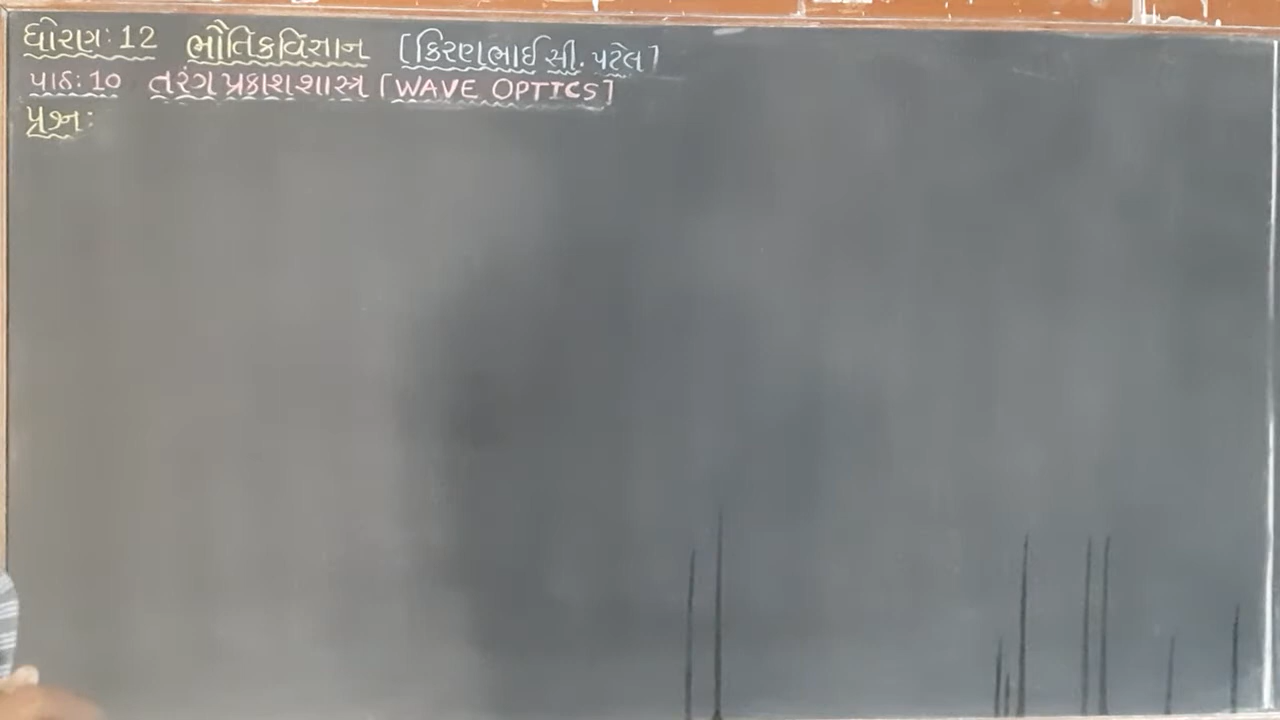 ધોરણ: 12 ભૌતિકવિજ્ઞાન [કિરણભાઈ સી. પટેલ]
પાઠ: 10 તરંગ પ્રકાશશાસ્ત્ર [WAVE OPTICS]
પ્રશ્ન: